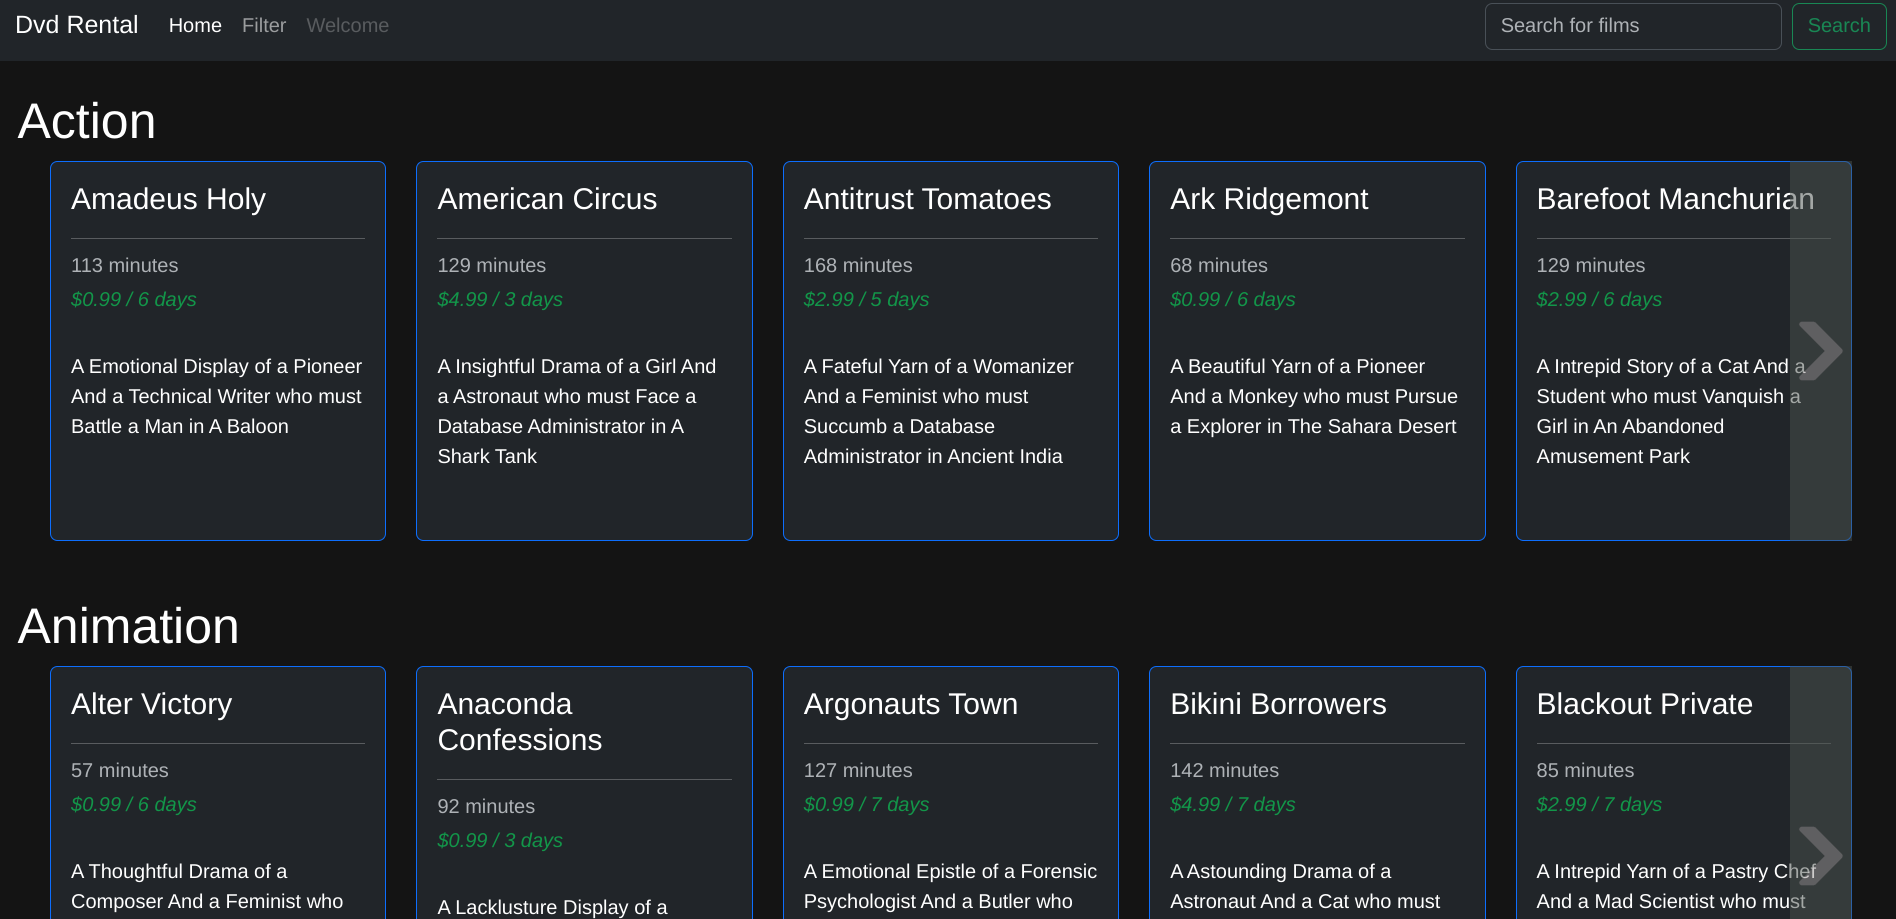 Dvd Rental Home Filter Welcome Search for films Search
Action
Amadeus Holy
113 minutes
$0.99 / 6 days
A Emotional Display of a Pioneer
And a Technical Writer who must
Battle a Man in A Baloon
American Circus
129 minutes
$4.99 / 3 days
A Insightful Drama of a Girl And
a Astronaut who must Face a
Database Administrator in A
Shark Tank
Antitrust Tomatoes
168 minutes
$2.99 / 5 days
A Fateful Yarn of a Womanizer
And a Feminist who must
Succumb a Database
Administrator in Ancient India
Ark Ridgemont
68 minutes
$0.99 / 6 days
A Beautiful Yarn of a Pioneer
And a Monkey who must Pursue
a Explorer in The Sahara Desert
Barefoot Manchurian
129 minutes
$2.99 / 6 days
A Intrepid Story of a Cat And a
Student who must Vanquish a
Girl in An Abandoned
Amusement Park
Animation
Alter Victory
57 minutes
$0.99 / 6 days
A Thoughtful Drama of a
Composer And a Feminist who
Anaconda
Confessions
92 minutes
$0.99 / 3 days
A Lacklusture Display of a
Argonauts Town
127 minutes
$0.99 / 7 days
A Emotional Epistle of a Forensic
Psychologist And a Butler who
Bikini Borrowers
142 minutes
$4.99 / 7 days
A Astounding Drama of a
Astronaut And a Cat who must
Blackout Private
85 minutes
$2.99 / 7 days
A Intrepid Yarn of a Pastry Chef
And a Mad Scientist who must